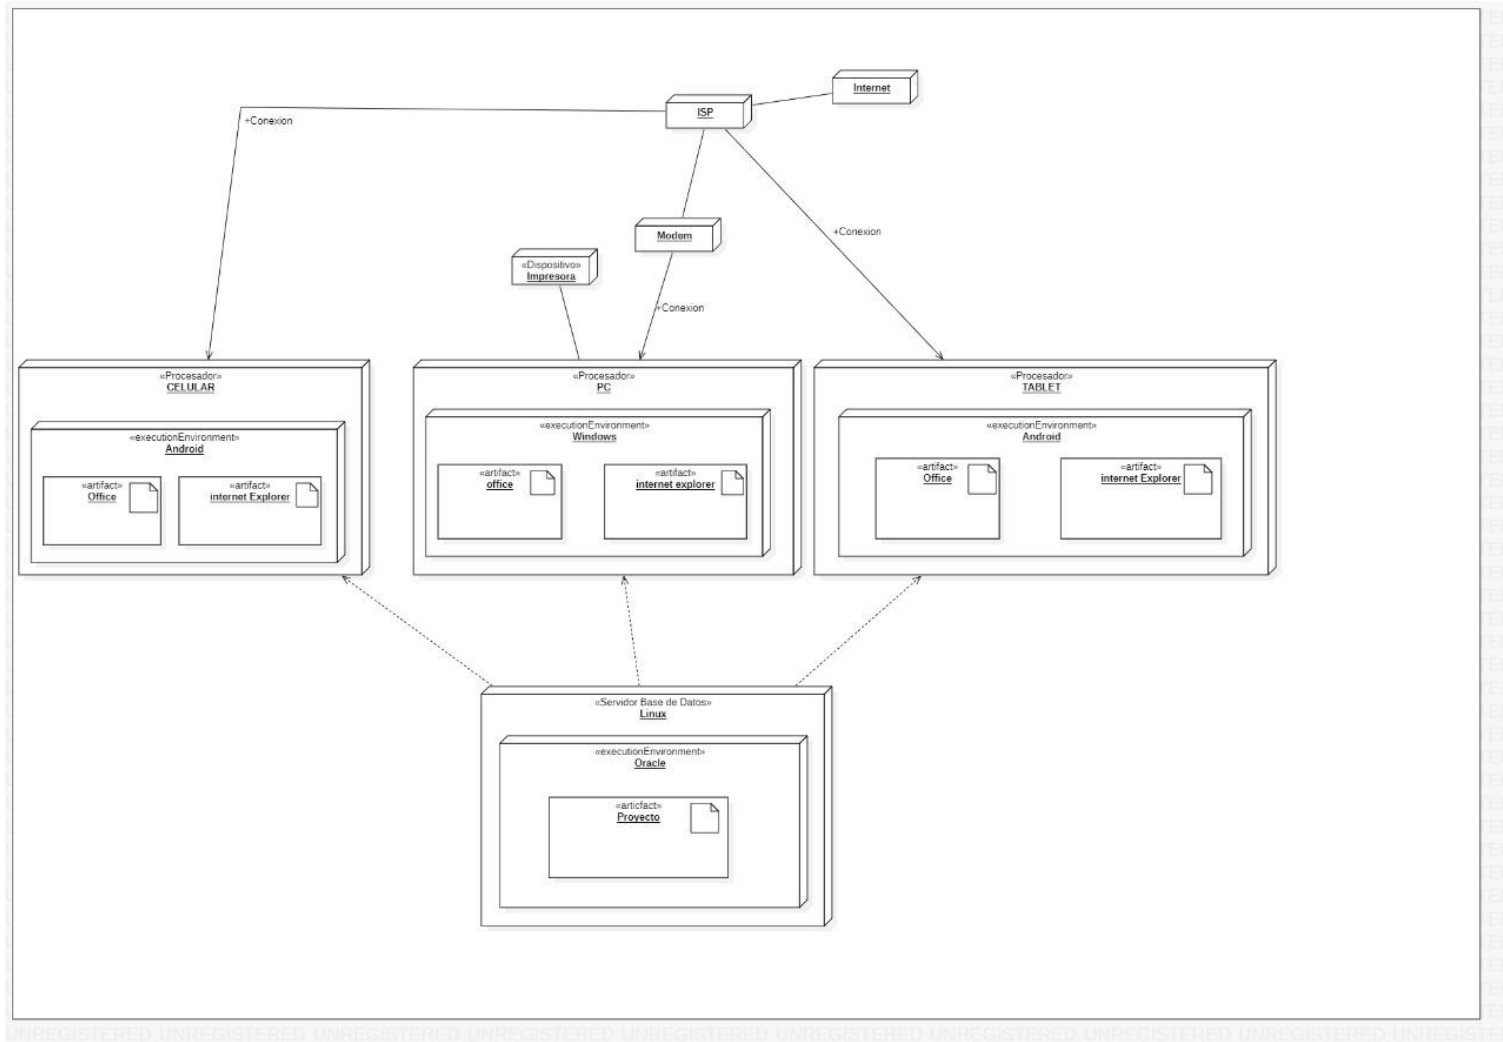 Internet
ISP
+Conexion
+Conexion
Modem
«Dispositivo»
Impresora
+Conexion
«Procesador»
CELULAR
«executionEnvironment»
Android
«artifact»
Office
«artifact»
internet Explorer
«Procesador»
PC
«executionEnvironment»
Windows
«artifact»
office
«artifact»
internet explorer
«Procesador»
TABLET
«executionEnvironment»
Android
«artifact»
Office
«artifact»
internet Explorer
«Servidor Base de Datos»
Linux
«executionEnvironment»
Oracle
«articfact»
Proyecto
UNREGISTERED UNREGISTERED UNREGISTERED UNREGISTERED UNREGISTERED UNREGISTERED UNREGISTERED UNREGISTERED UNREGISTERED